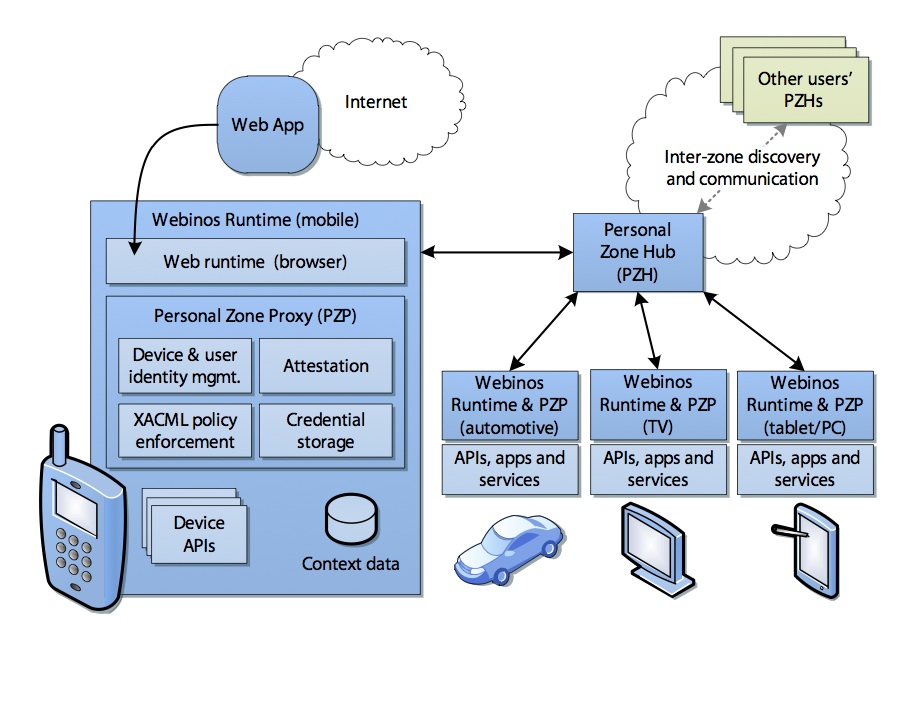 Internet
Web App
Other users’
PZHs
Inter-zone discovery
and communication
Webinos Runtime (mobile)
Web runtime (browser)
Personal Zone Proxy (PZP)
Device & user
identity mgmt.
Attestation
XACML policy
enforcement
Credential
storage
Device
APIs
Context data
Personal
Zone Hub
(PZH)
Webinos
Runtime & PZP
(automotive)
APIs, apps and
services
Webinos
Runtime & PZP
(TV)
APIs, apps and
services
Webinos
Runtime & PZP
(tablet/PC)
APIs, apps and
services